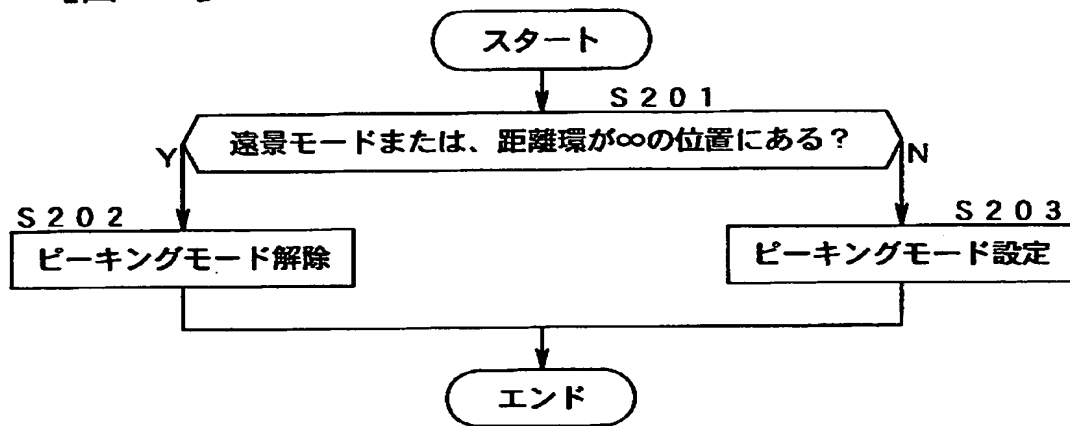 スタート
S201
遠景モードまたは、距離環が∞の位置にある？
Y
N
S202
S203
ピーキングモード解除
ピーキングモード設定
エンド